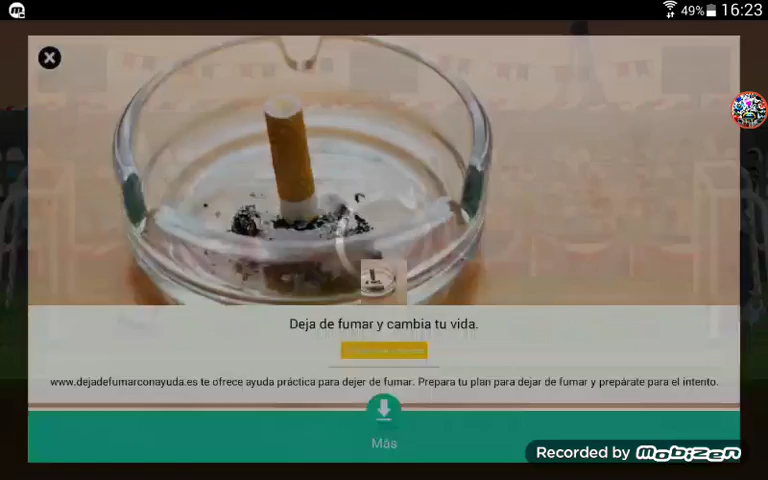 49% 16:23
Deja de fumar y cambia tu vida.
www.dejadefumarconayuda.es te ofrece ayuda práctica para dejer de fumar. Prepara tu plan para dejar de fumar y prepárate para el intento.
Más
Recorded by Mobizen